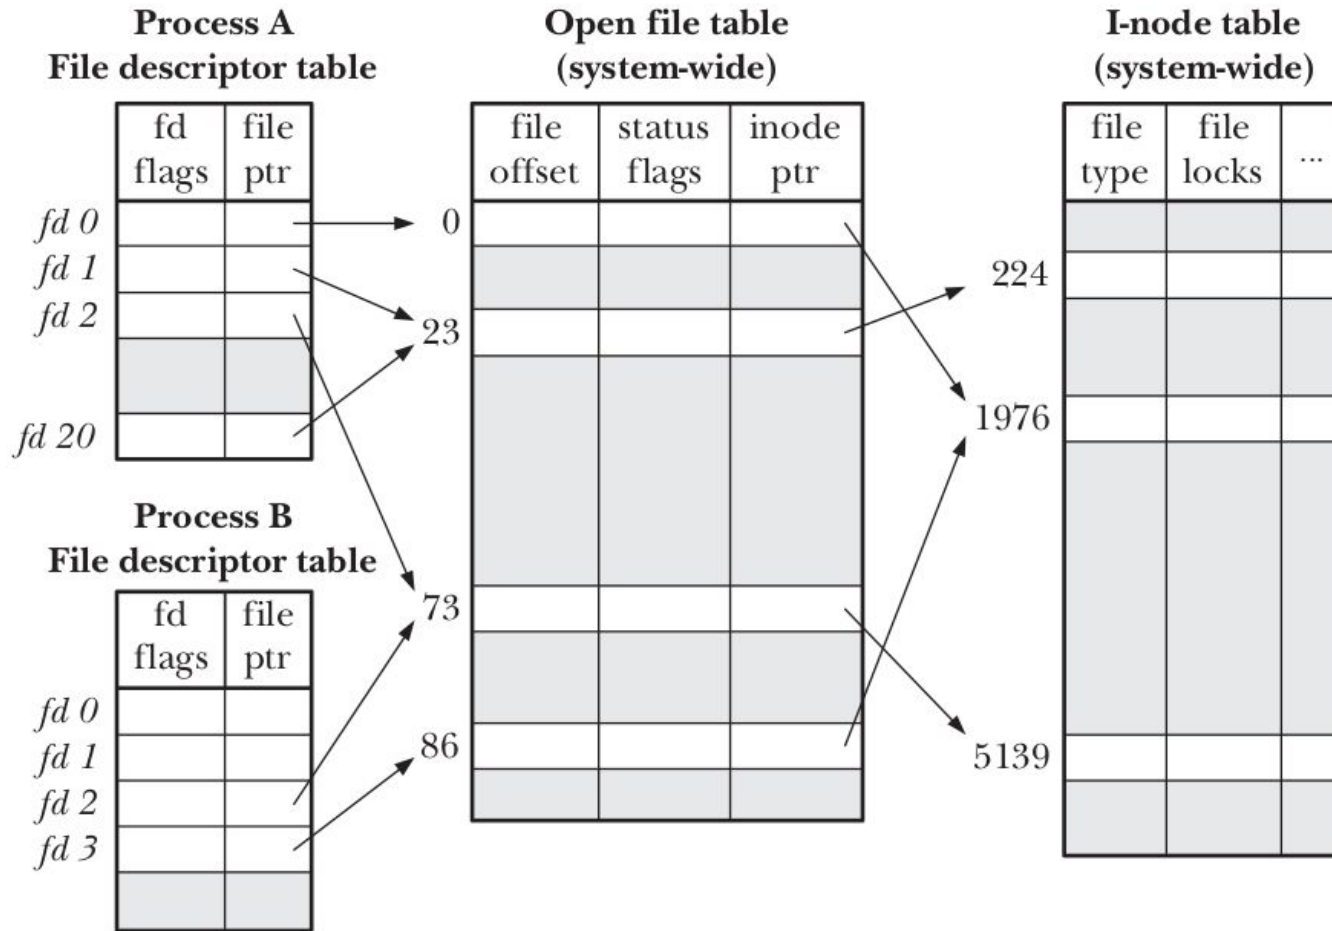 Process A
File descriptor table
fd
flags
file
ptr
fd 0
fd 1
fd 2
fd 20
Process B
File descriptor table
fd
flags
file
ptr
fd 0
fd 1
fd 2
fd 3
Open file table
(system-wide)
file
offset
status
flags
inode
ptr
0
23
73
86
I-node table
(system-wide)
file
type
file
locks
...
224
1976
5139